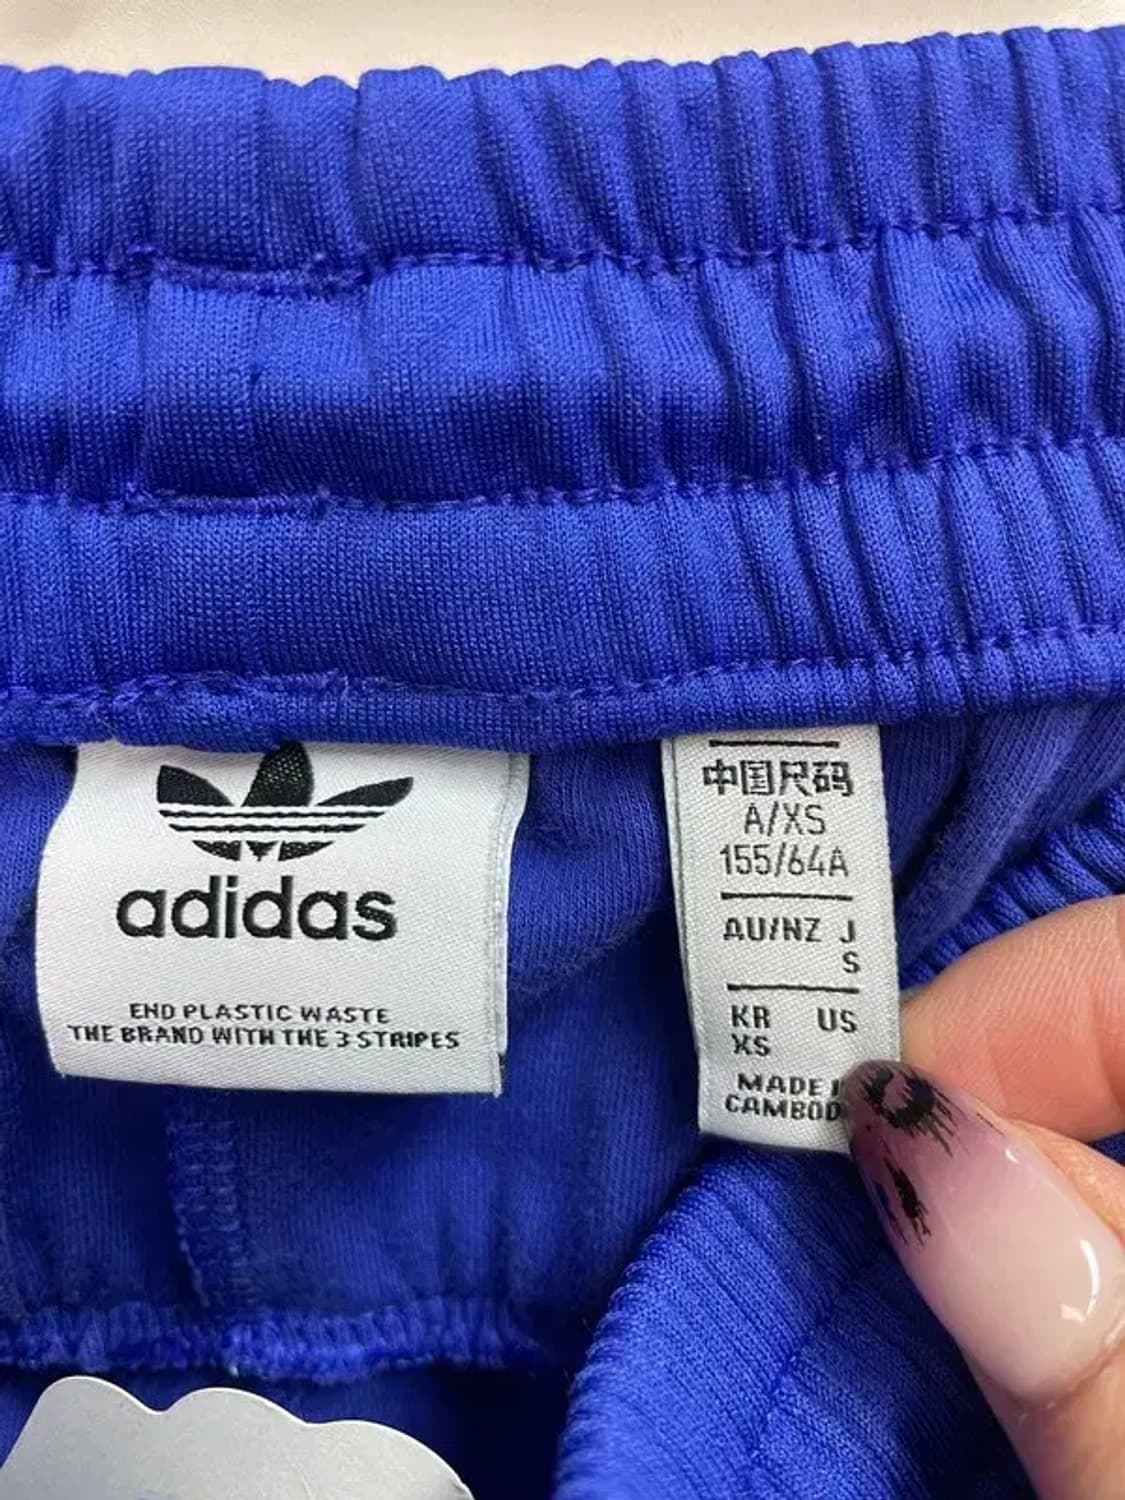 adidas
END PLASTIC WASTE
THE BRAND WITH THE 3 STRIPES
中国尺码
A/XS
155/64A
AU/NZ J
S
KR US
XS
MADE